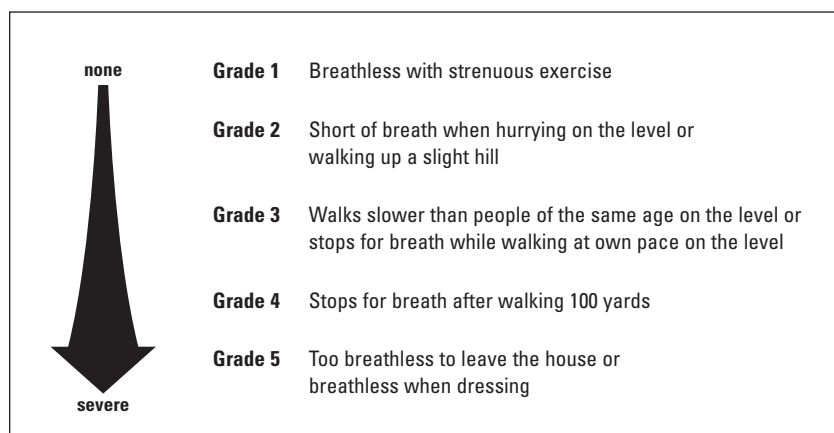 none
Grade 1 Breathless with strenuous exercise
Grade 2 Short of breath when hurrying on the level or
walking up a slight hill
Grade 3 Walks slower than people of the same age on the level or
stops for breath while walking at own pace on the level
Grade 4 Stops for breath after walking 100 yards
Grade 5 Too breathless to leave the house or
breathless when dressing
severe